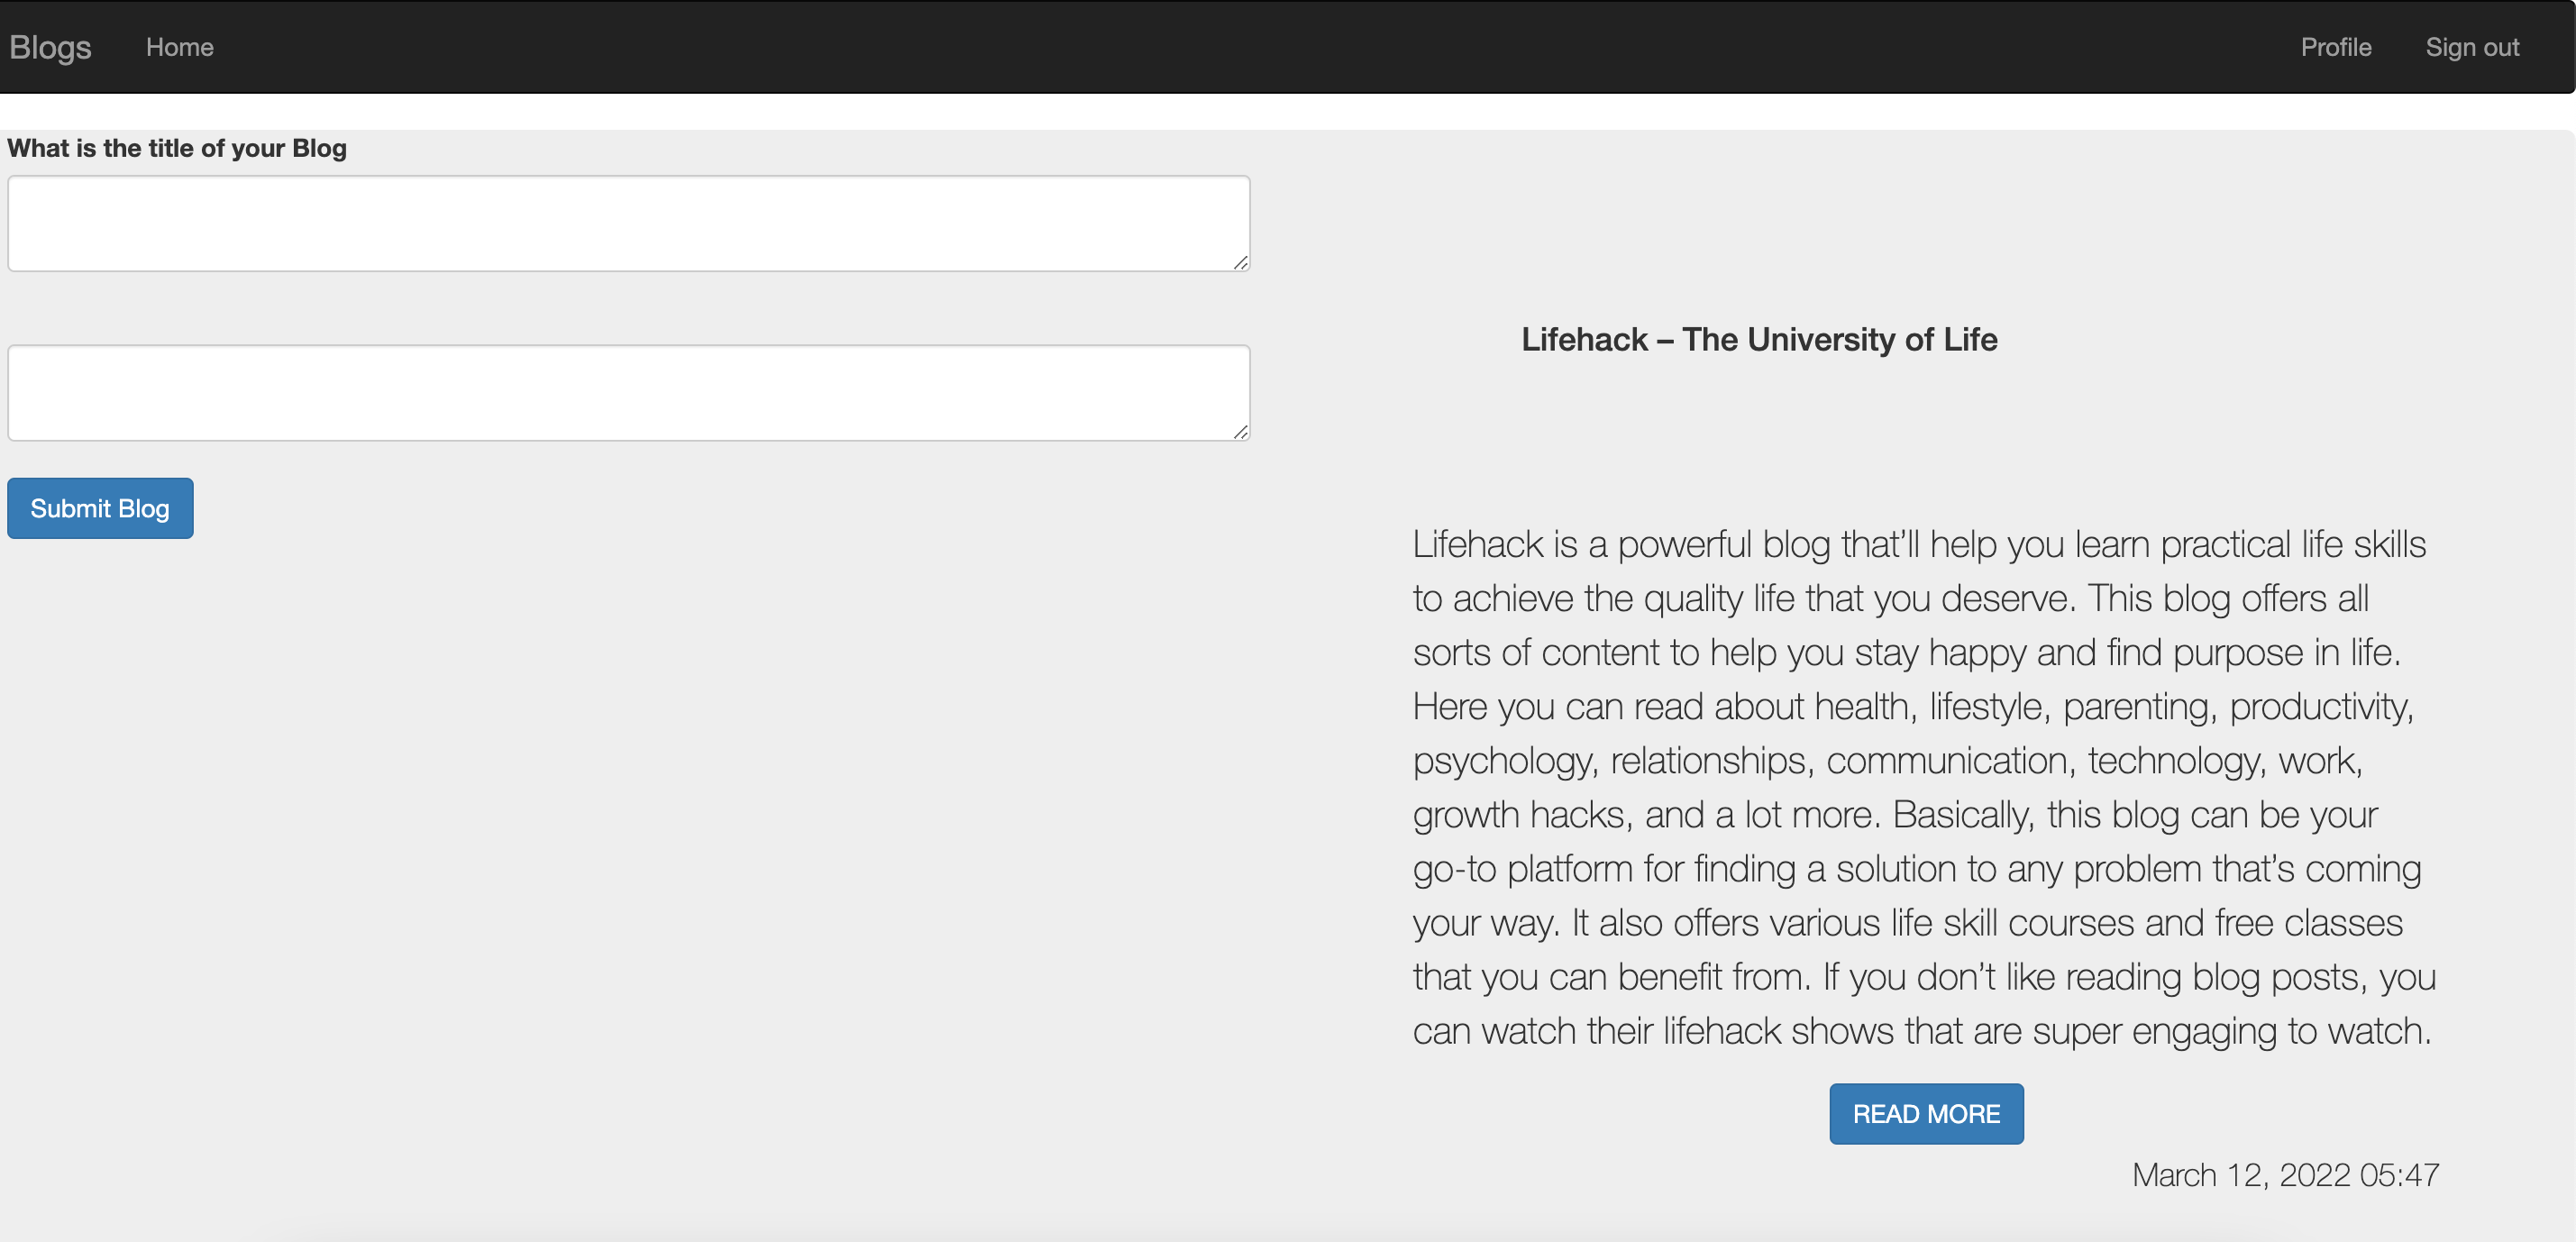 Blogs Home Profile Sign out
What is the title of your Blog
Submit Blog
Lifehack – The University of Life
Lifehack is a powerful blog that’ll help you learn practical life skills
to achieve the quality life that you deserve. This blog offers all
sorts of content to help you stay happy and find purpose in life.
Here you can read about health, lifestyle, parenting, productivity,
psychology, relationships, communication, technology, work,
growth hacks, and a lot more. Basically, this blog can be your
go-to platform for finding a solution to any problem that’s coming
your way. It also offers various life skill courses and free classes
that you can benefit from. If you don’t like reading blog posts, you
can watch their lifehack shows that are super engaging to watch.
READ MORE
March 12, 2022 05:47